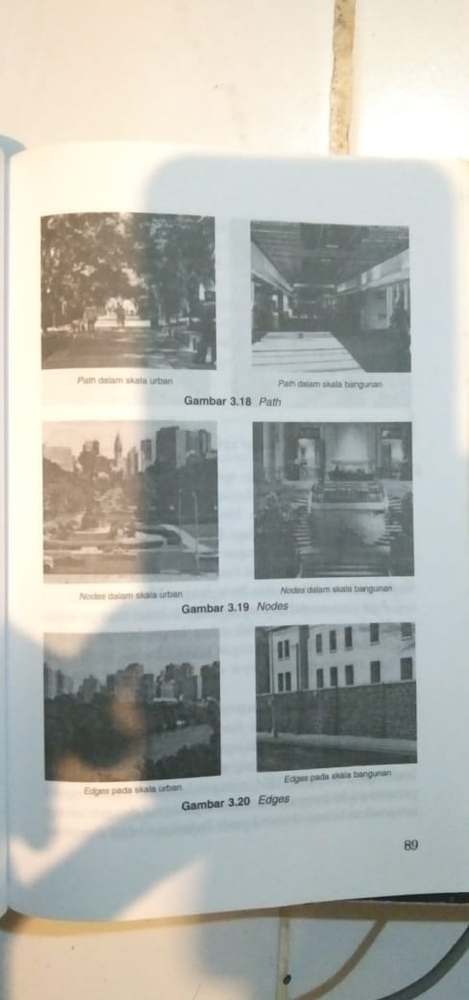 Path dalam skala urban
Path dalam skala bangunan
Gambar 3.18 Path
Nodes dalam skala urban
Nodes dalam skala bangunan
Gambar 3.19 Nodes
Edges pada skala urban
Edges pada skala bangunan
Gambar 3.20 Edges
89